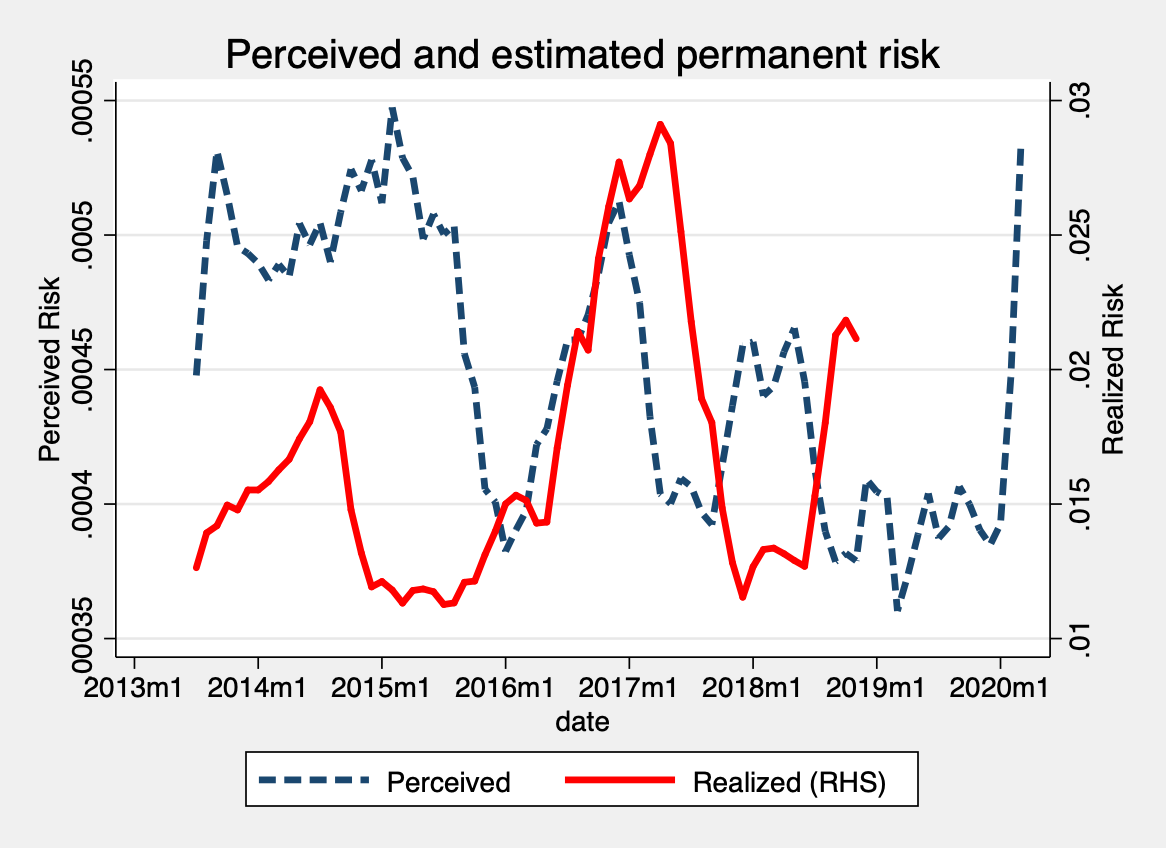 Perceived and estimated permanent risk
.00055
.0005
.00045
.0004
.00035
Perceived Risk
.03
.025
.02
.015
.01
Realized Risk
2013m1 2014m1 2015m1 2016m1 2017m1 2018m1 2019m1 2020m1
date
Perceived Realized (RHS)